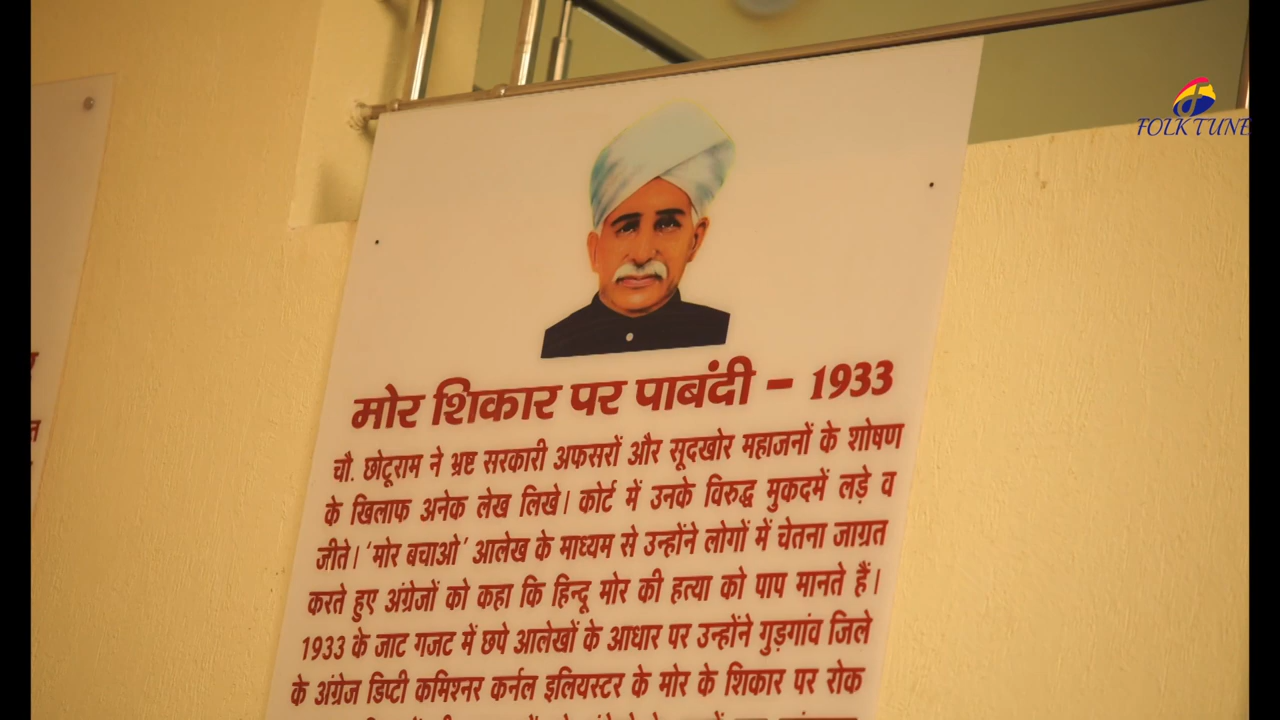 FOLK TUNE
मोर शिकार पर पाबंदी – 1933
चौ. छोटूराम ने भ्रष्ट सरकारी अफसरों और सूदखोर महाजनों के शोषण
के खिलाफ अनेक लेख लिखे। कोर्ट में उनके विरुद्ध मुकदमें लड़े व
जीते। ‘मोर बचाओ’ आलेख के माध्यम से उन्होंने लोगों में चेतना जाग्रत
करते हुए अंग्रेजों को कहा कि हिन्दू मोर की हत्या को पाप मानते हैं।
1933 के जाट गजट में छपे आलेखों के आधार पर उन्होंने गुड़गांव जिले
के अंग्रेज डिप्टी कमिश्नर कर्नल इलियस्टर के मोर के शिकार पर रोक